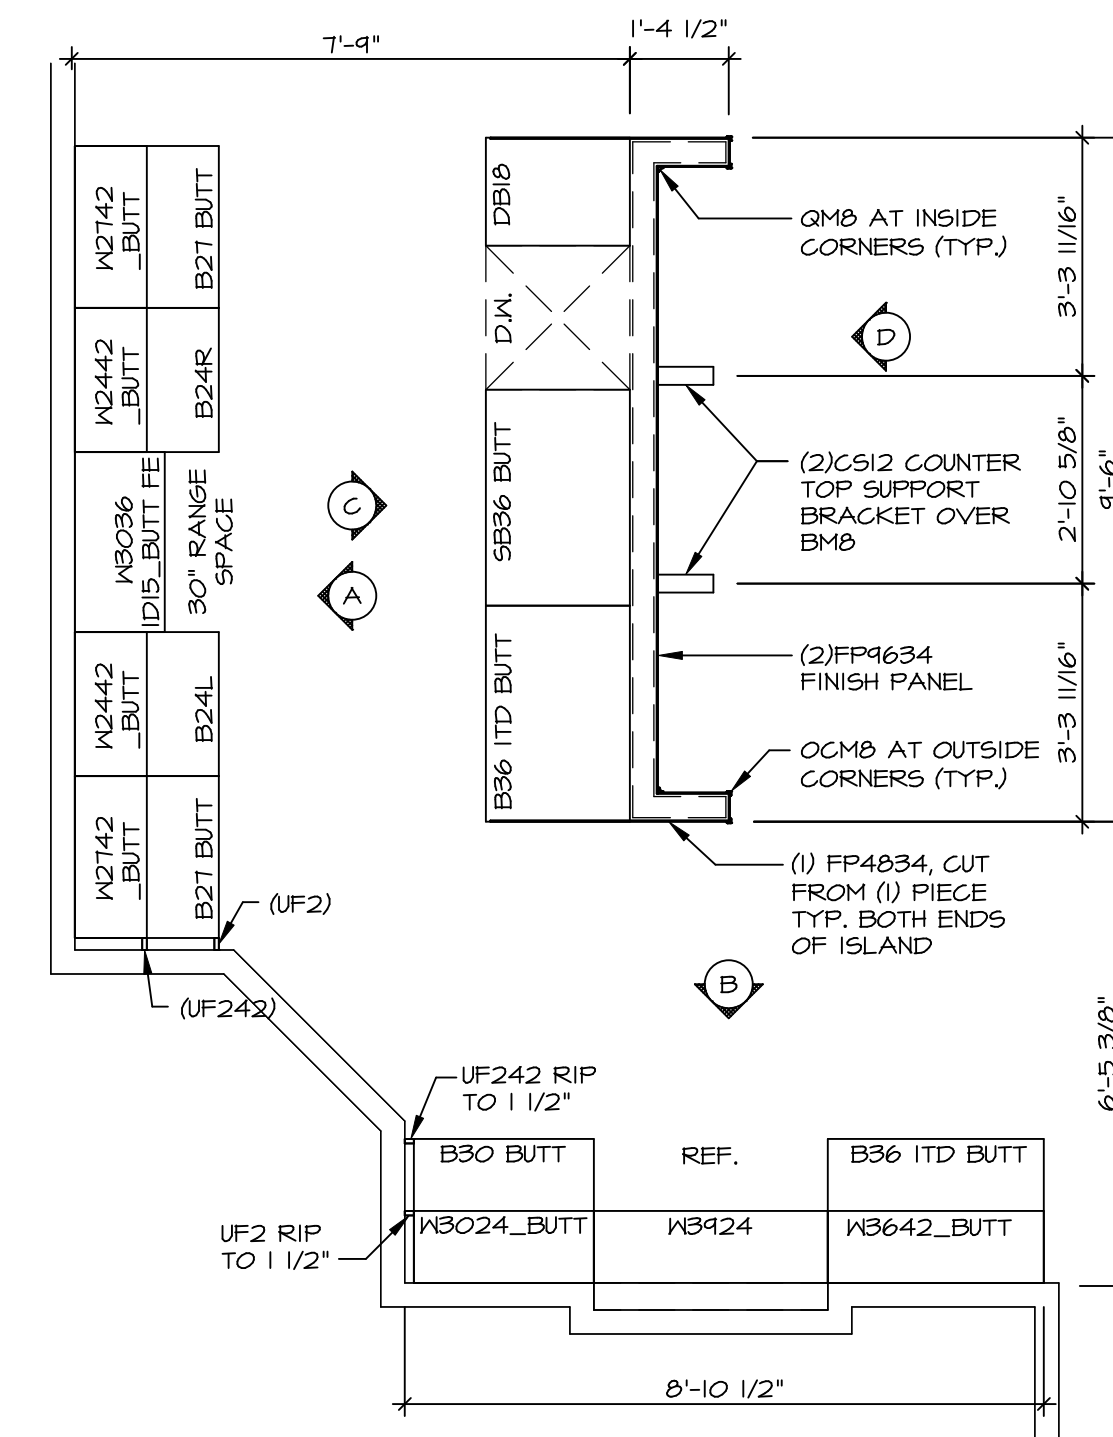 7'-9"
1'-4 1/2"
W2742
_BUTT
B27 BUTT
W2442
_BUTT
B24R
W3036
1D15_BUTT FE
30" RANGE
SPACE
W2442
_BUTT
B24L
W2742
_BUTT
B27 BUTT
(UF2)
(UF242)
DB18
D.W.
SB36 BUTT
B36 1TD BUTT
C
A
QM8 AT INSIDE
CORNERS (TYP.)
D
(2)CS12 COUNTER
TOP SUPPORT
BRACKET OVER
BM8
(2)FP9634
FINISH PANEL
OCM8 AT OUTSIDE
CORNERS (TYP.)
(1) FP4834, CUT
FROM (1) PIECE
TYP. BOTH ENDS
OF ISLAND
3'-3 11/16"
2'-10 5/8"
3'-3 11/16"
9'-6"
6'-5 3/8"
B
UF242 RIP
TO 1 1/2"
B30 BUTT
REF.
B36 1TD BUTT
UF2 RIP
TO 1 1/2"
W3024_BUTT
W3924
W3642_BUTT
8'-10 1/2"